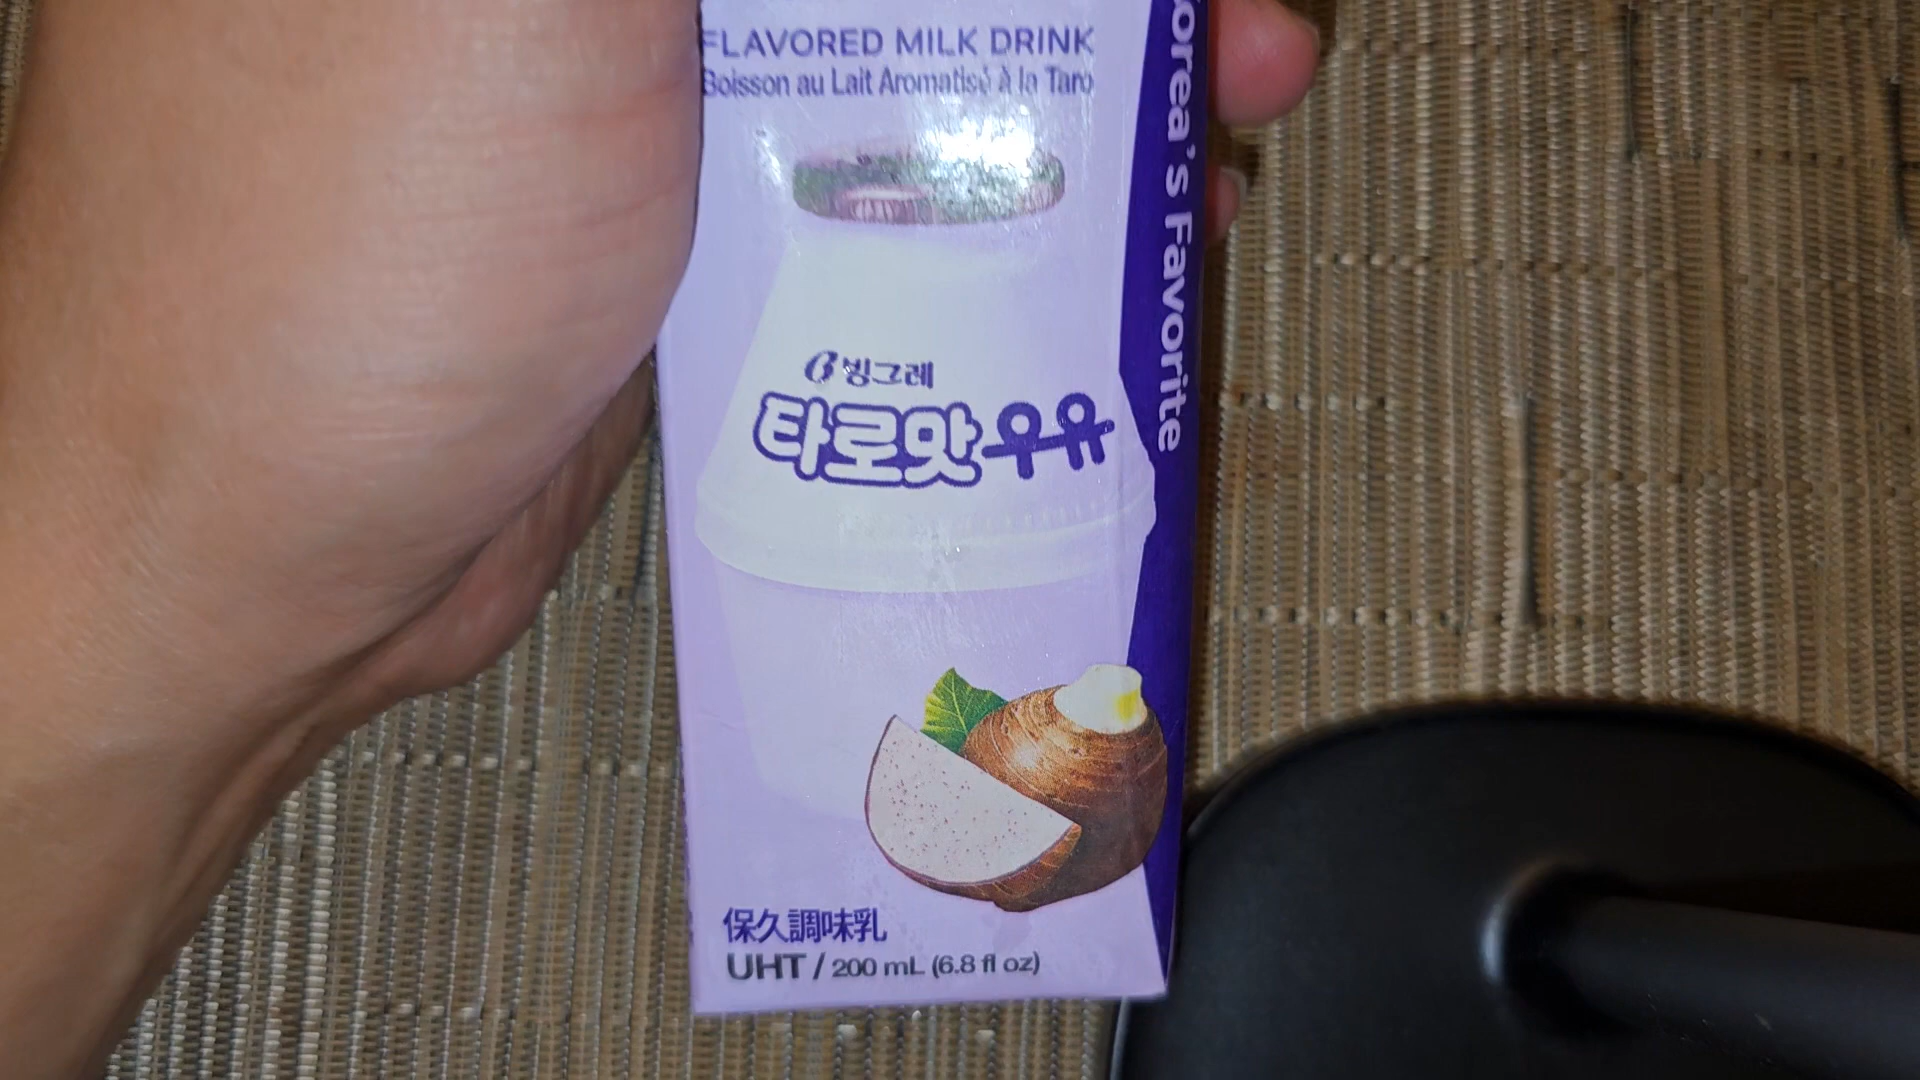 FLAVORED MILK DRINK
Boisson au Lait Aromatisé à la Taro
Korea's Favorite
빙그레
타로맛우유
保久調味乳
UHT / 200 mL (6.8 fl oz)